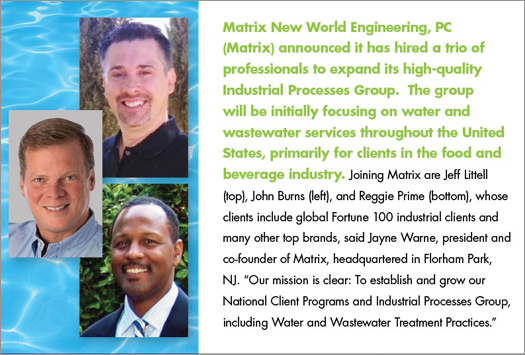 Matrix New World Engineering, PC
(Matrix) announced it has hired a trio of
professionals to expand its high-quality
Industrial Processes Group.  The group
will be initially focusing on water and
wastewater services throughout the United
States, primarily for clients in the food and
beverage industry. Joining Matrix are Jeff Littell
(top), John Burns (left), and Reggie Prime (bottom), whose
clients include global Fortune 100 industrial clients and
many other top brands, said Jayne Warne, president and
co-founder of Matrix, headquartered in Florham Park,
NJ. “Our mission is clear: To establish and grow our
National Client Programs and Industrial Processes Group,
including Water and Wastewater Treatment Practices.”